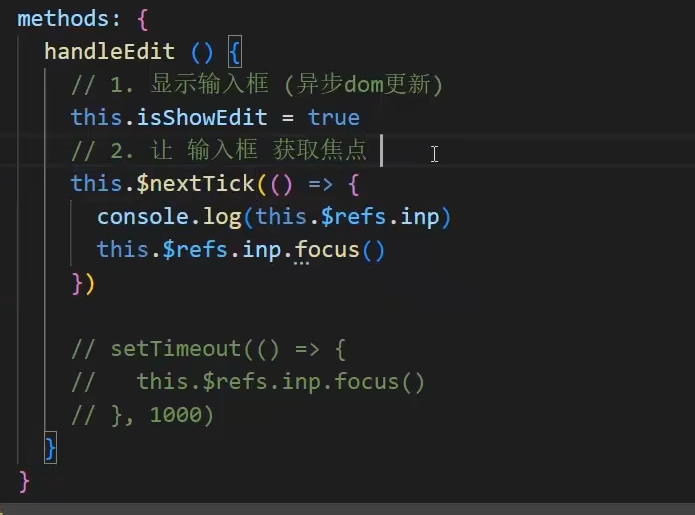 methods: {
handleEdit () {
// 1. 显示输入框 (异步dom更新)
this.isShowEdit = true
// 2. 让 输入框 获取焦点
this.$nextTick(() => {
console.log(this.$refs.inp)
this.$refs.inp.focus()
})
// setTimeout(() => {
//   this.$refs.inp.focus()
// }, 1000)
}
}